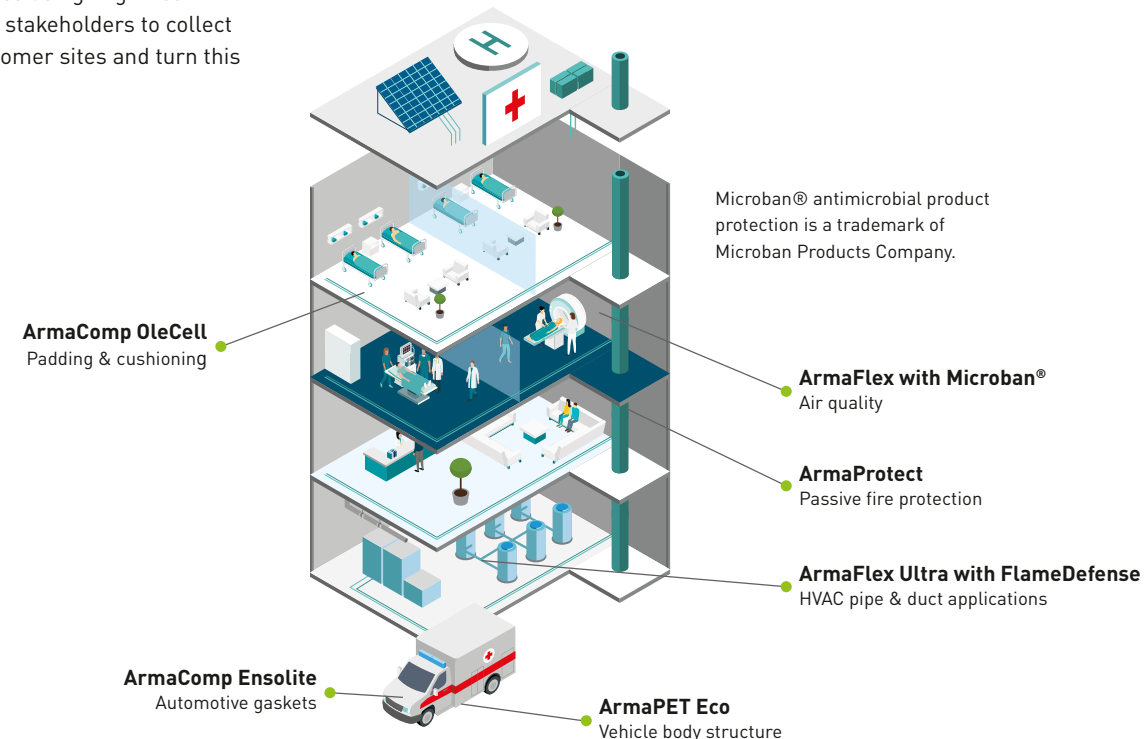 stakeholders to collect
omer sites and turn this
H
Microban® antimicrobial product
protection is a trademark of
Microban Products Company.
ArmaComp OleCell
Padding & cushioning
ArmaFlex with Microban®
Air quality
ArmaProtect
Passive fire protection
ArmaFlex Ultra with FlameDefense
HVAC pipe & duct applications
ArmaComp Ensolite
Automotive gaskets
ArmaPET Eco
Vehicle body structure